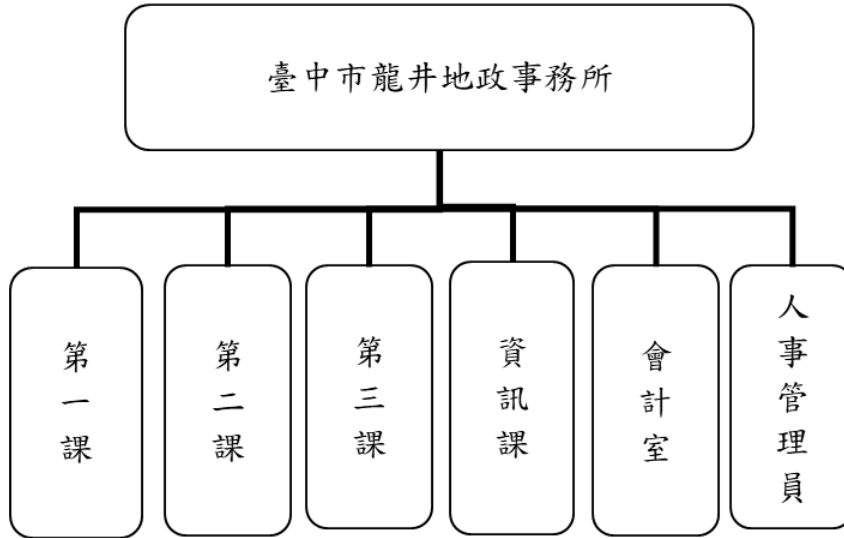 臺中市龍井地政事務所
第一課
第二課
第三課
資訊課
會計室
人事管理員